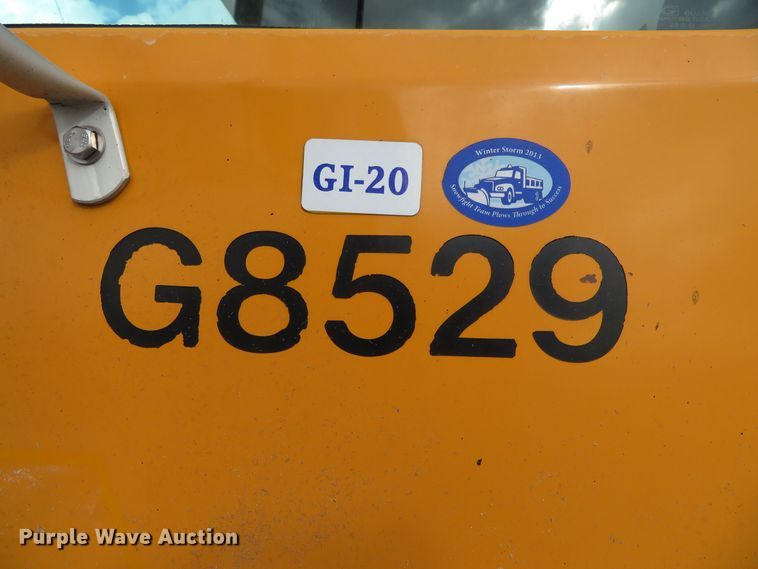 GI-20
Winter Storm 2013
Snowfight Team Plows Through to Success
G8529
Purple Wave Auction